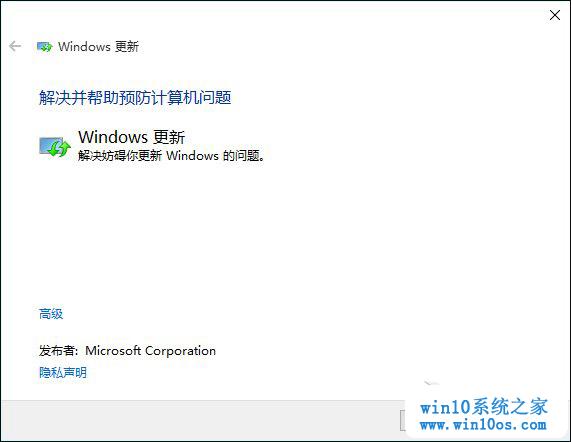 Windows 更新
解决并帮助预防计算机问题
Windows 更新
解决妨碍你更新 Windows 的问题。
高级
发布者: Microsoft Corporation
隐私声明
win10系统之家
www.win10os.com